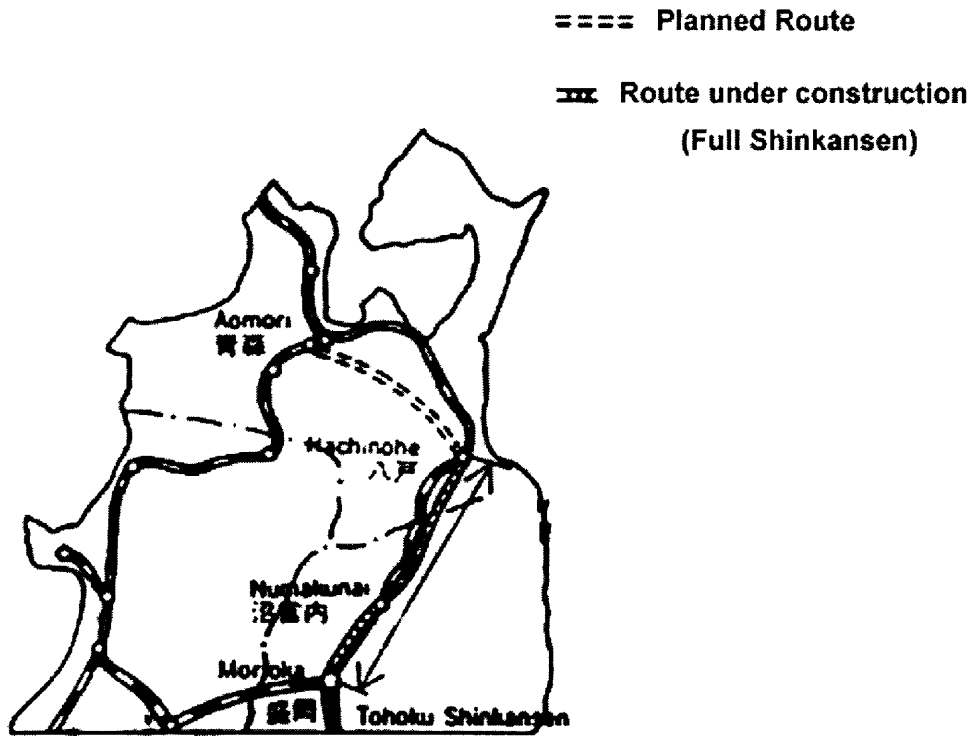 ==== Planned Route
Route under construction
(Full Shinkansen)
Aomori
青森
Hachinohe
八戸
Numakunai
沼宮内
Morioka
盛岡
Tohoku Shinkansen